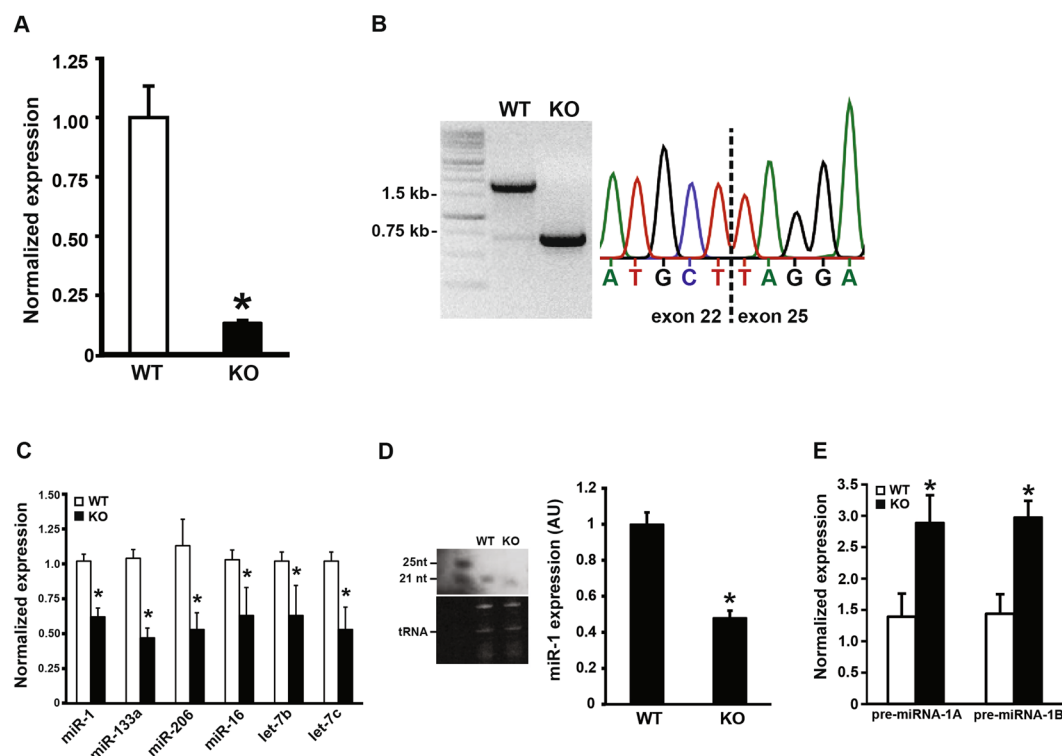 A
Normalized expression
1.25
1.00
0.75
0.50
0.25
0
*
WT
KO
B
WT KO
1.5 kb-
0.75 kb-
A T G C T T A G G A
exon 22 exon 25
C
Normalized expression
1.50
1.25
1.00
0.75
0.50
0.25
0
WT
KO
* * * * * *
miR-1
miR-133a
miR-206
miR-16
let-7b
let-7c
D
WT KO
25nt
21 nt
tRNA
miR-1 expression (AU)
1.2
1
0.8
0.6
0.4
0.2
0
*
WT
KO
E
Normalized expression
3.5
3.0
2.5
2.0
1.5
1.0
0.5
0
WT
KO
* *
pre-miRNA-1A
pre-miRNA-1B